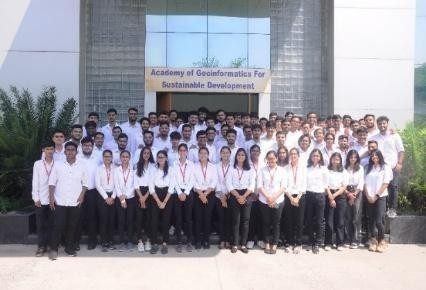 Academy of Geoinformatics For
Sustainable Development